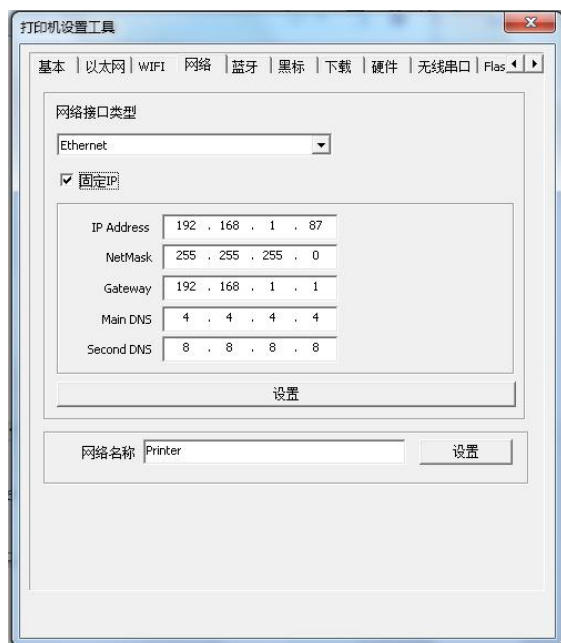 打印机设置工具
基本 以太网 WIFI 网络 蓝牙 黑标 下载 硬件 无线串口 Flas
网络接口类型
Ethernet
固定IP
IP Address 192 . 168 . 1 . 87
NetMask 255 . 255 . 255 . 0
Gateway 192 . 168 . 1 . 1
Main DNS 4 . 4 . 4 . 4
Second DNS 8 . 8 . 8 . 8
设置
网络名称 Printer 设置